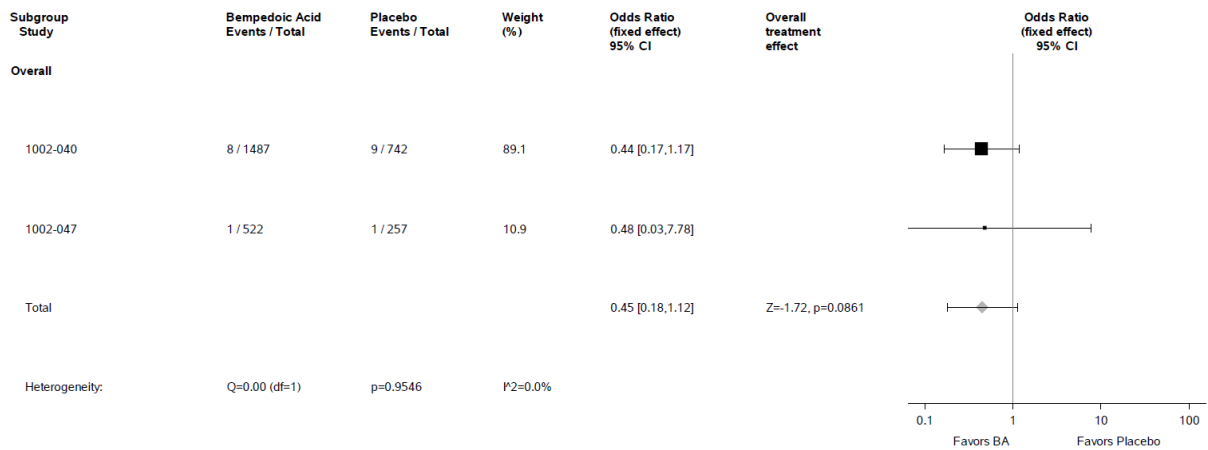 Subgroup Bempedoic Acid Placebo Weight Odds Ratio Overall Odds Ratio
Study Events / Total Events / Total (%) (fixed effect) treatment (fixed effect)
95% CI effect 95% CI
Overall
1002-040 8 / 1487 9 / 742 89.1 0.44 [0.17,1.17]
1002-047 1 / 522 1 / 257 10.9 0.48 [0.03,7.78]
Total 0.45 [0.18,1.12] Z=-1.72, p=0.0861
Heterogeneity: Q=0.00 (df=1) p=0.9546 I^2=0.0%
0.1 1 10 100
Favors BA Favors Placebo